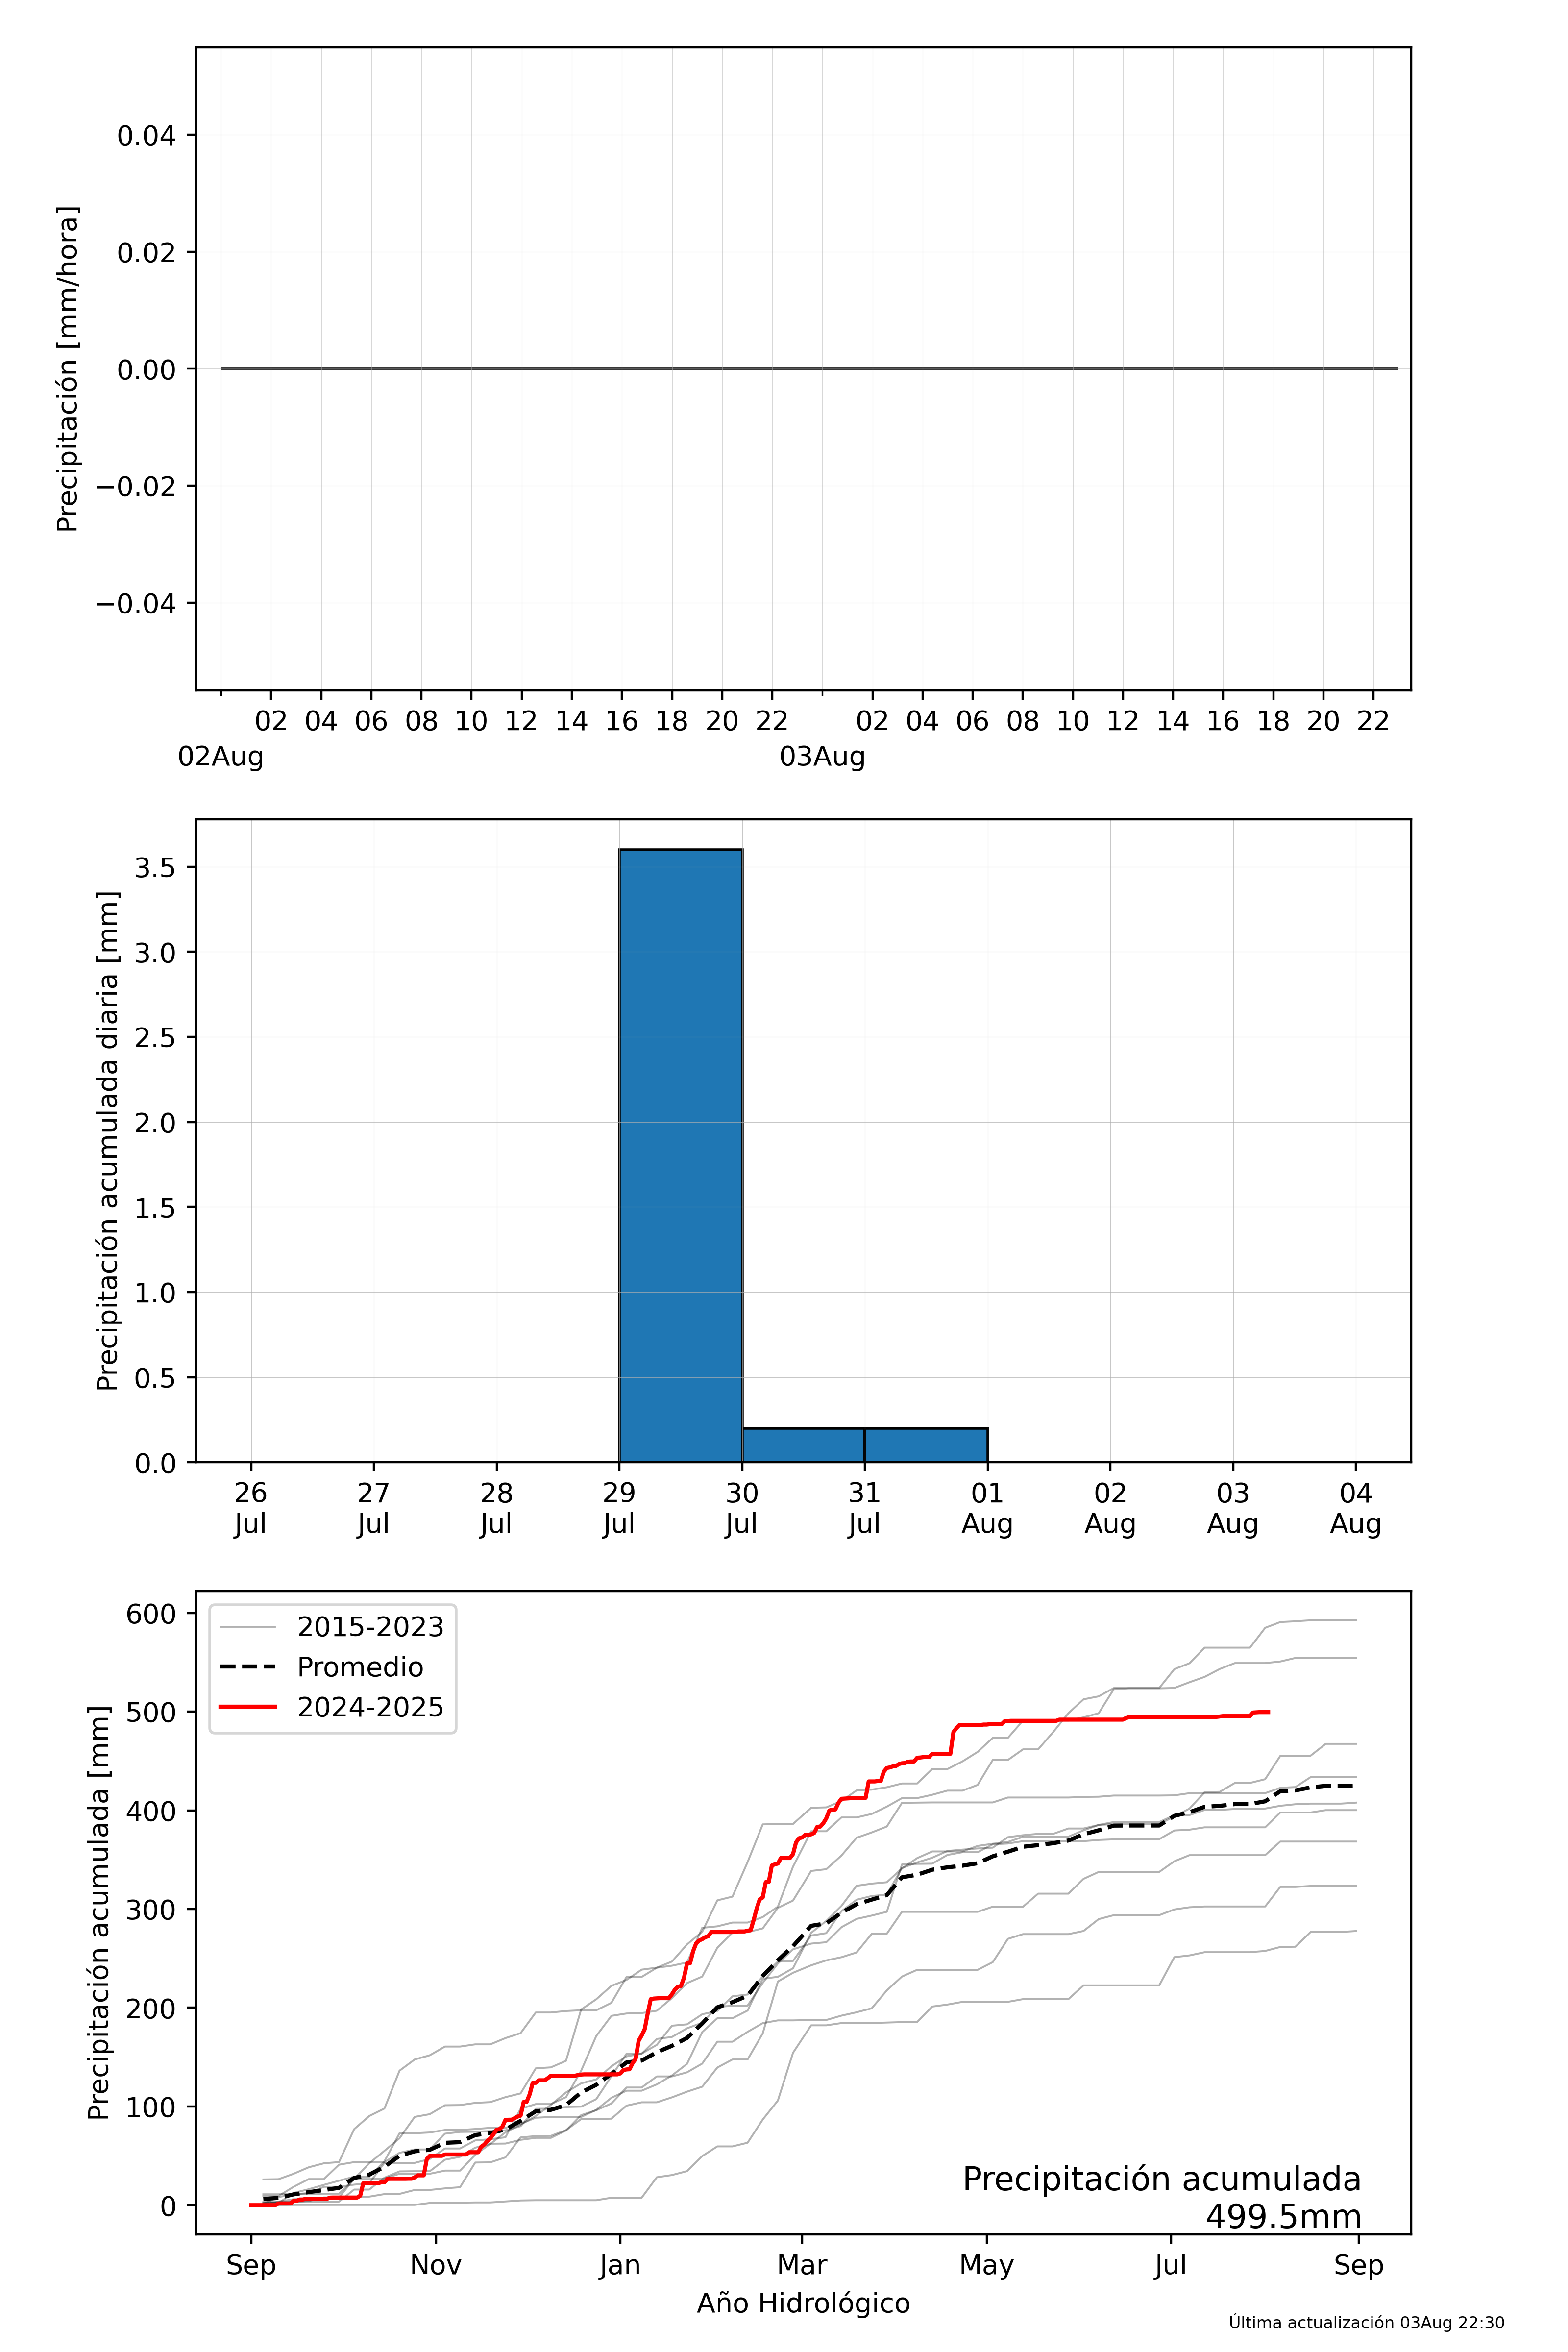 Precipitación [mm/hora]
0.04
0.02
0.00
−0.02
−0.04
02 04 06 08 10 12 14 16 18 20 22 02 04 06 08 10 12 14 16 18 20 22
02Aug 03Aug
Precipitación acumulada diaria [mm]
3.5
3.0
2.5
2.0
1.5
1.0
0.5
0.0
26 27 28 29 30 31 01 02 03 04
Jul Jul Jul Jul Jul Jul Aug Aug Aug Aug
Precipitación acumulada [mm]
600
500
400
300
200
100
0
2015-2023
Promedio
2024-2025
Precipitación acumulada
499.5mm
Sep Nov Jan Mar May Jul Sep
Año Hidrológico
Última actualización 03Aug 22:30